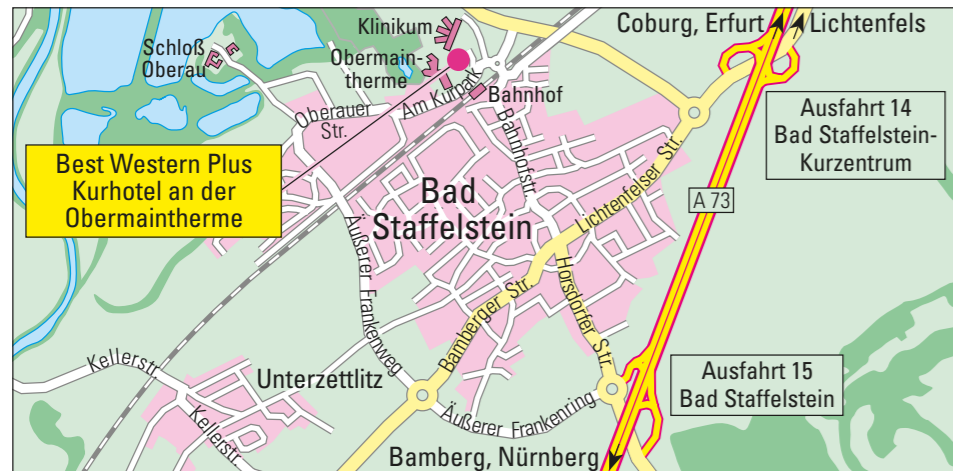 Klinikum
Coburg, Erfurt
Lichtenfels
Schloß
Oberau
Obermain-
therme
Am Kurpark
Bahnhof
Oberauer
Str.
Ausfahrt 14
Bad Staffelstein-
Kurzentrum
Best Western Plus
Kurhotel an der
Obermaintherme
Bahnhofstr.
Bad
Staffelstein
Lichtenfelser Str.
A 73
Äußerer Frankenweg
Bamberger Str.
Horsdorfer Str.
Kellerstr.
Unterzettlitz
Ausfahrt 15
Bad Staffelstein
Kellerstr.
Äußerer Frankenring
Bamberg, Nürnberg